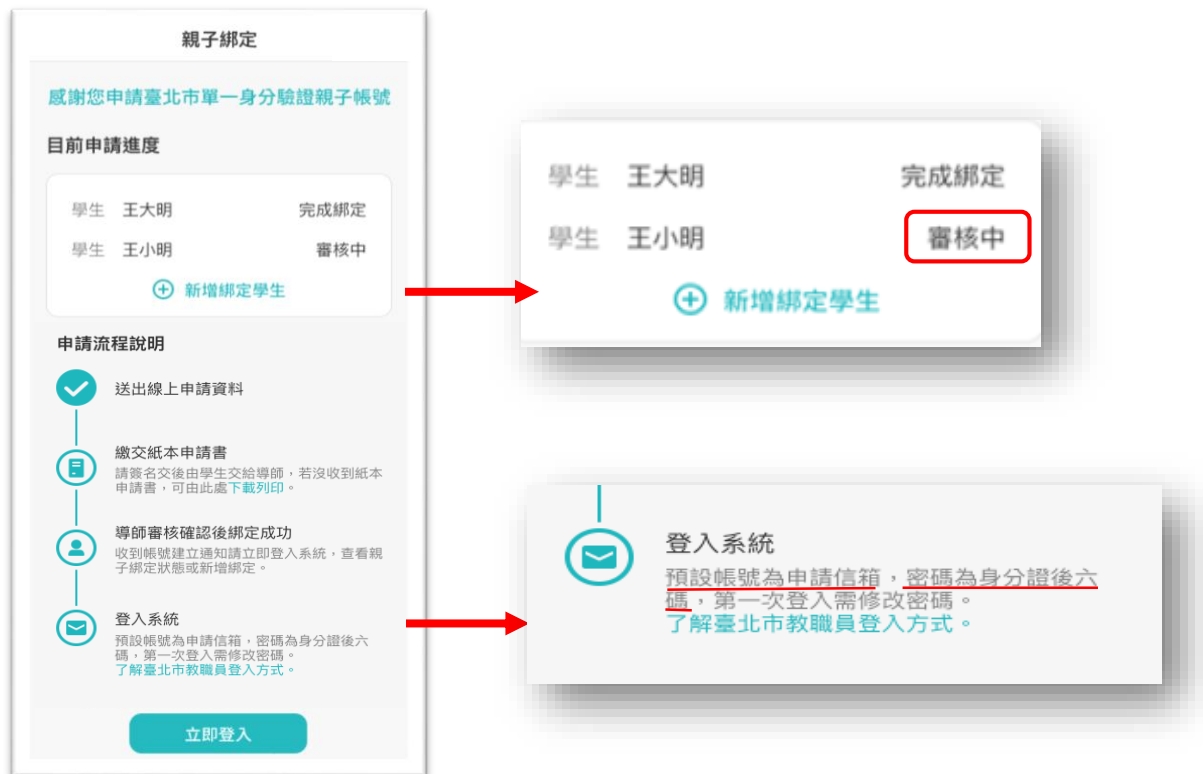 親子綁定
感謝您申請臺北市單一身分驗證親子帳號
目前申請進度
學生 王大明 完成綁定
學生 王小明 審核中
新增綁定學生
申請流程說明
送出線上申請資料
繳交紙本申請書
請簽名交後由學生交給導師，若沒收到紙本
申請書，可由此處下載列印。
導師審核確認後綁定成功
收到帳號建立通知請立即登入系統，查看親
子綁定狀態或新增綁定。
登入系統
預設帳號為申請信箱，密碼為身分證後六
碼，第一次登入需修改密碼。
了解臺北市教職員登入方式。
立即登入
學生 王大明 完成綁定
學生 王小明 審核中
新增綁定學生
登入系統
預設帳號為申請信箱，密碼為身分證後六
碼，第一次登入需修改密碼。
了解臺北市教職員登入方式。